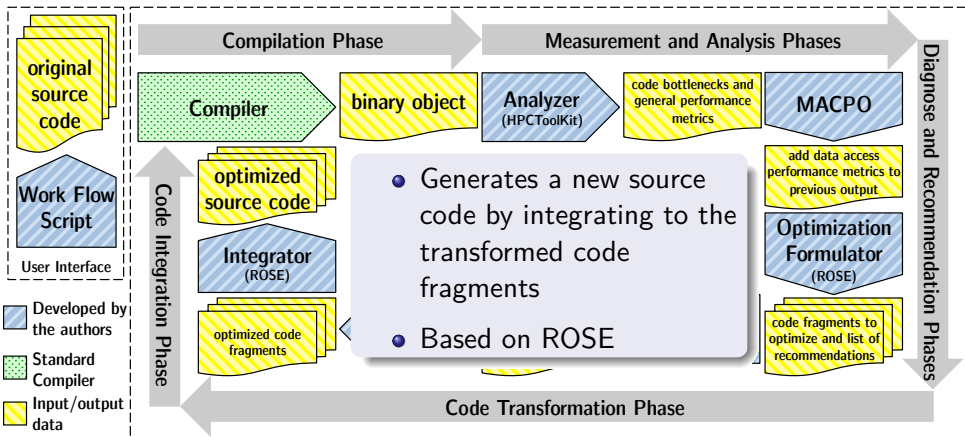 original
source
code
Work Flow
Script
User Interface
Developed by
the authors
Standard
Compiler
Input/output
data
Compilation Phase
Measurement and Analysis Phases
Compiler
binary object
Analyzer
(HPCToolKit)
code bottlenecks and
general performance
metrics
MACPO
Diagnose and Recommendation Phases
add data access
performance metrics to
previous output
Optimization
Formulator
(ROSE)
code fragments to
optimize and list of
recommendations
Code Transformation Phase
optimized code
fragments
Integrator
(ROSE)
optimized
source code
Code Integration Phase
Generates a new source
code by integrating to the
transformed code
fragments
Based on ROSE